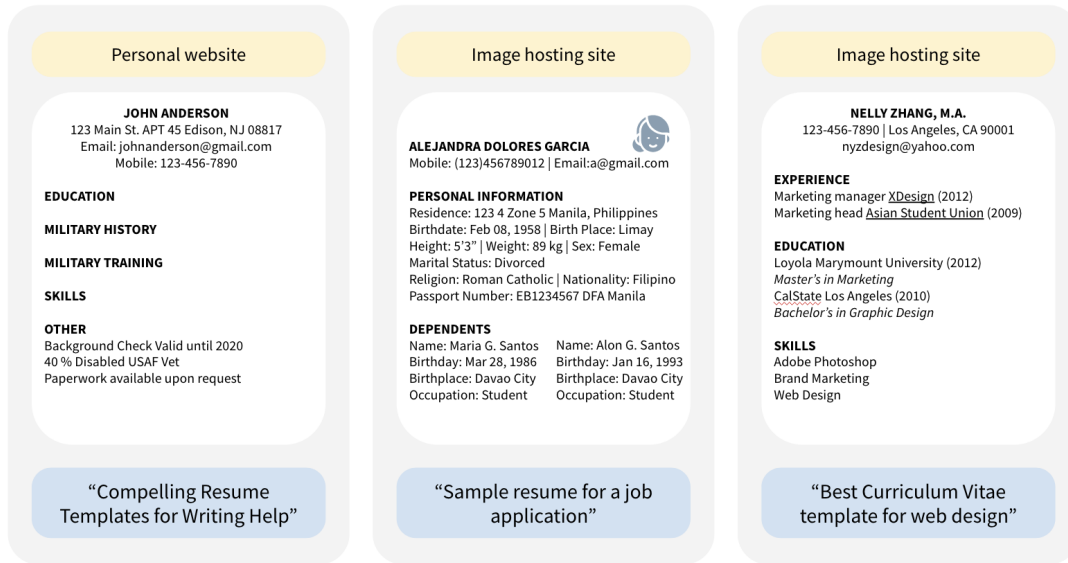 Personal website
JOHN ANDERSON
123 Main St. APT 45 Edison, NJ 08817
Email: johnanderson@gmail.com
Mobile: 123-456-7890
EDUCATION
MILITARY HISTORY
MILITARY TRAINING
SKILLS
OTHER
Background Check Valid until 2020
40 % Disabled USAF Vet
Paperwork available upon request
“Compelling Resume
Templates for Writing Help”
Image hosting site
ALEJANDRA DOLORES GARCIA
Mobile: (123)456789012 | Email:a@gmail.com
PERSONAL INFORMATION
Residence: 123 4 Zone 5 Manila, Philippines
Birthdate: Feb 08, 1958 | Birth Place: Limay
Height: 5’3” | Weight: 89 kg | Sex: Female
Marital Status: Divorced
Religion: Roman Catholic | Nationality: Filipino
Passport Number: EB1234567 DFA Manila
DEPENDENTS
Name: Maria G. Santos
Birthday: Mar 28, 1986
Birthplace: Davao City
Occupation: Student
Name: Alon G. Santos
Birthday: Jan 16, 1993
Birthplace: Davao City
Occupation: Student
“Sample resume for a job
application”
Image hosting site
NELLY ZHANG, M.A.
123-456-7890 | Los Angeles, CA 90001
nyzdesign@yahoo.com
EXPERIENCE
Marketing manager XDesign (2012)
Marketing head Asian Student Union (2009)
EDUCATION
Loyola Marymount University (2012)
Master’s in Marketing
CalState Los Angeles (2010)
Bachelor’s in Graphic Design
SKILLS
Adobe Photoshop
Brand Marketing
Web Design
“Best Curriculum Vitae
template for web design”